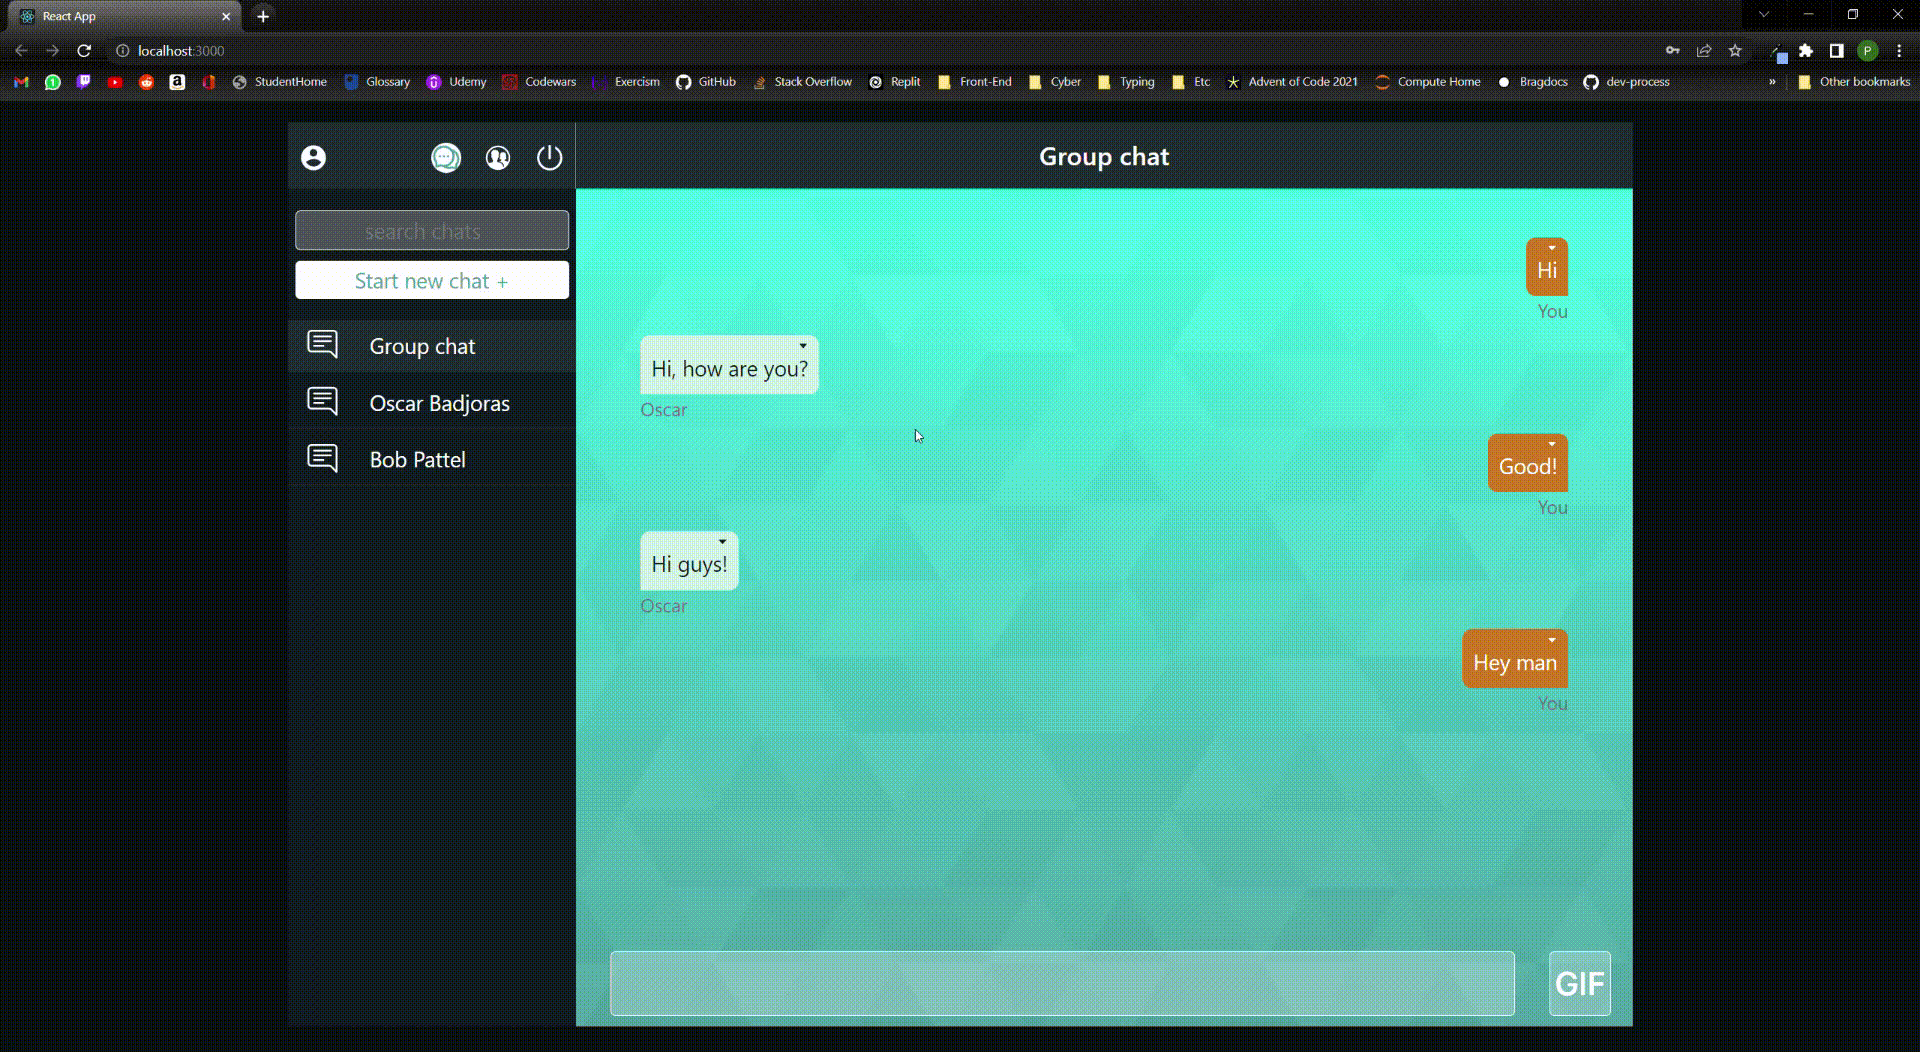 React App
localhost:3000
P
StudentHome Glossary Udemy Codewars Exercism GitHub Stack Overflow Replit Front-End Cyber Typing Etc Advent of Code 2021 Compute Home Bragdocs dev-process » Other bookmarks
Group chat
search chats
Start new chat +
Group chat
Oscar Badjoras
Bob Pattel
Hi
You
Hi, how are you?
Oscar
Good!
You
Hi guys!
Oscar
Hey man
You
GIF